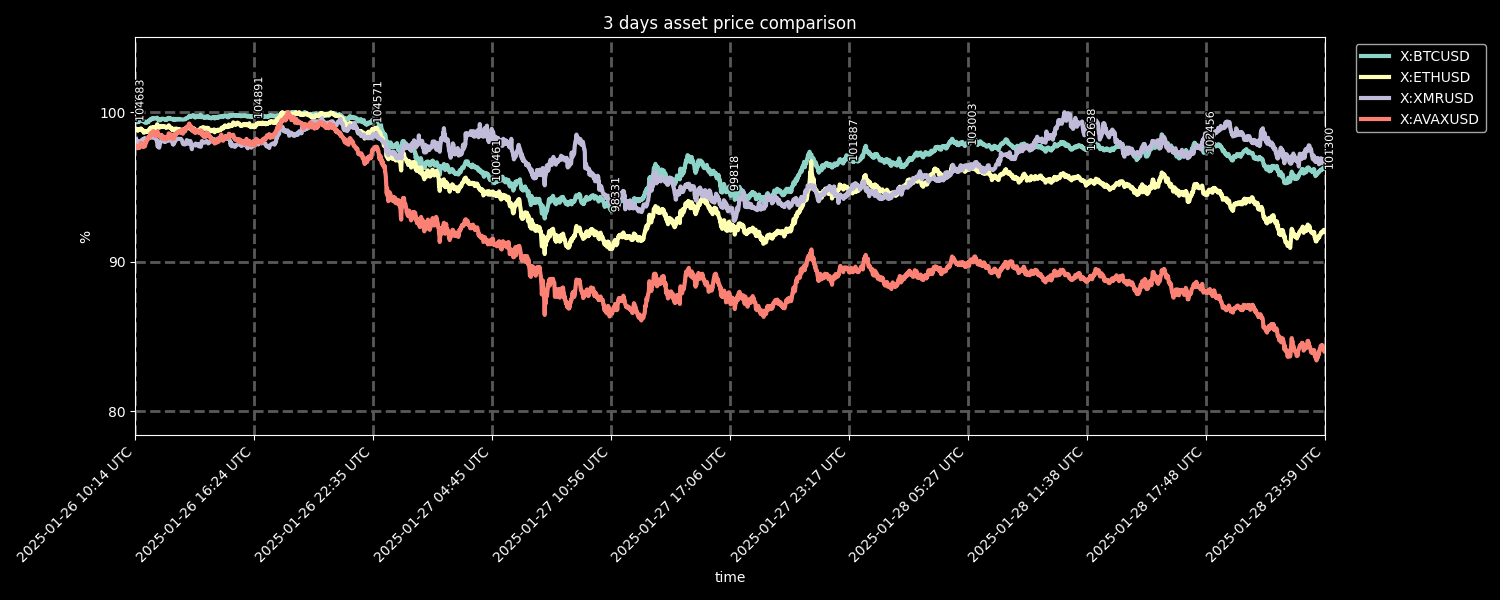 3 days asset price comparison
X:BTCUSD
X:ETHUSD
X:XMRUSD
X:AVAXUSD
104683
104891
104571
100461
98331
99818
101887
103003
102638
102456
101300
100
90
80
%
2025-01-26 10:14 UTC
2025-01-26 16:24 UTC
2025-01-26 22:35 UTC
2025-01-27 04:45 UTC
2025-01-27 10:56 UTC
2025-01-27 17:06 UTC
2025-01-27 23:17 UTC
2025-01-28 05:27 UTC
2025-01-28 11:38 UTC
2025-01-28 17:48 UTC
2025-01-28 23:59 UTC
time